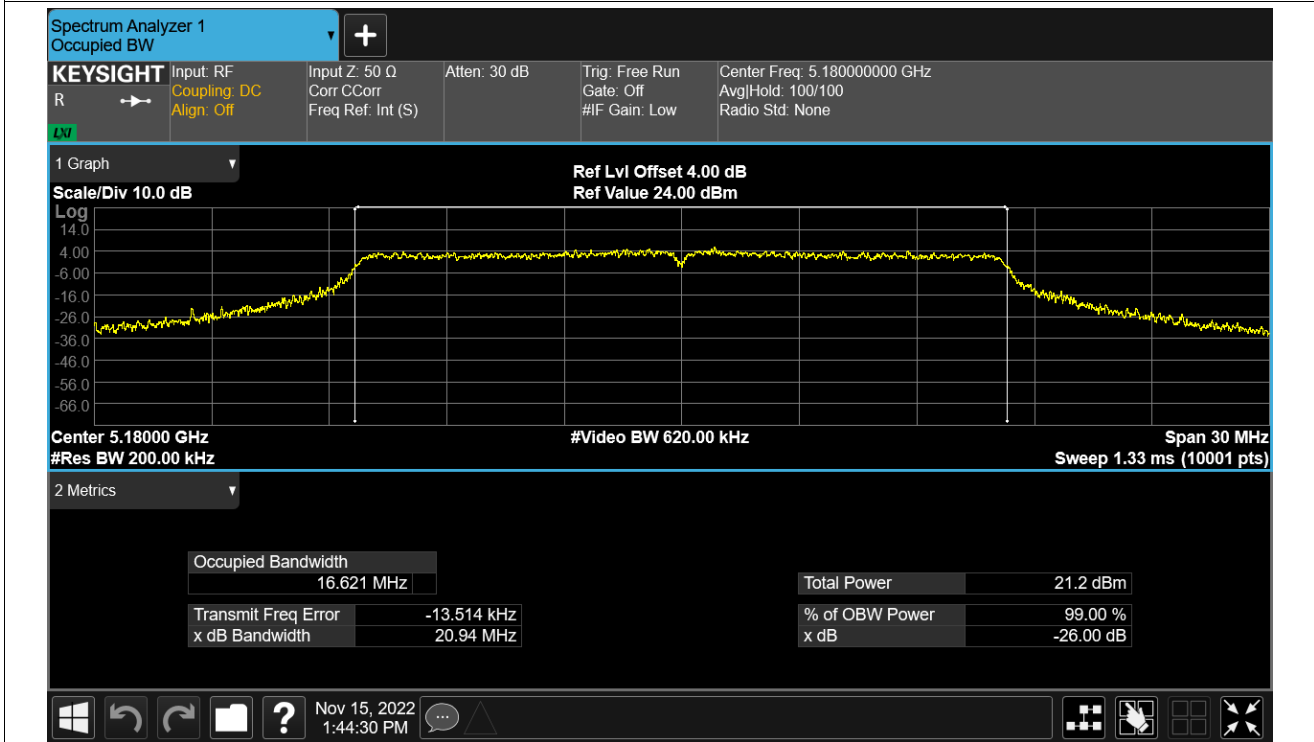 Spectrum Analyzer 1
Occupied BW
▼
+
KEYSIGHT Input: RF Input Z: 50 Ω Atten: 30 dB Trig: Free Run Center Freq: 5.180000000 GHz
R Coupling: DC Corr CCorr Gate: Off Avg|Hold: 100/100
Align: Off Freq Ref: Int (S) #IF Gain: Low Radio Std: None
LXI
1 Graph ▼
Ref Lvl Offset 4.00 dB
Scale/Div 10.0 dB Ref Value 24.00 dBm
Log
14.0
4.00
-6.00
-16.0
-26.0
-36.0
-46.0
-56.0
-66.0
Center 5.18000 GHz #Video BW 620.00 kHz Span 30 MHz
#Res BW 200.00 kHz Sweep 1.33 ms (10001 pts)
2 Metrics ▼
Occupied Bandwidth
16.621 MHz Total Power 21.2 dBm
Transmit Freq Error -13.514 kHz % of OBW Power 99.00 %
x dB Bandwidth 20.94 MHz x dB -26.00 dB
? Nov 15, 2022
1:44:30 PM